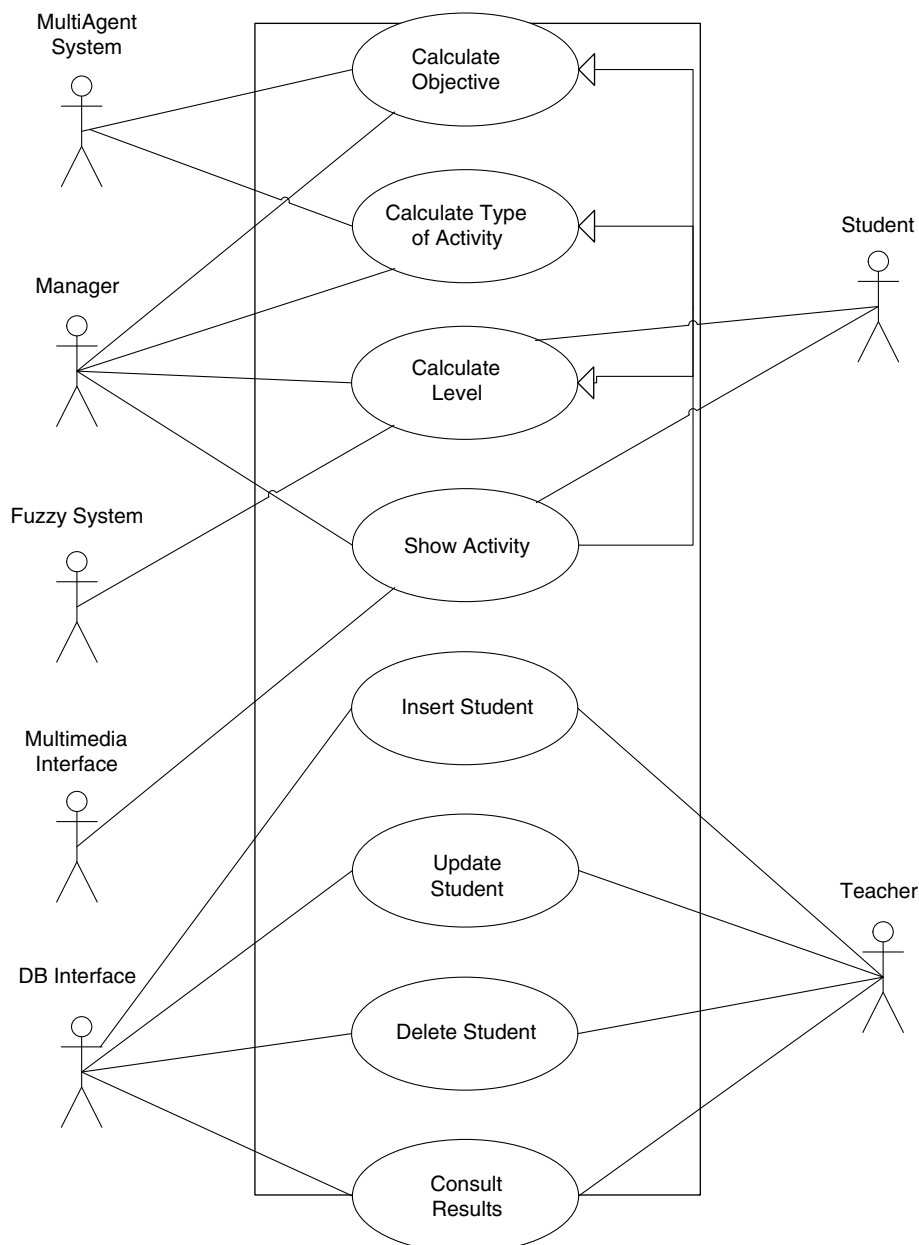 MultiAgent
System
Calculate
Objective
Calculate Type
of Activity
Student
Manager
Calculate
Level
Fuzzy System
Show Activity
Insert Student
Multimedia
Interface
Update
Student
Teacher
DB Interface
Delete Student
Consult
Results